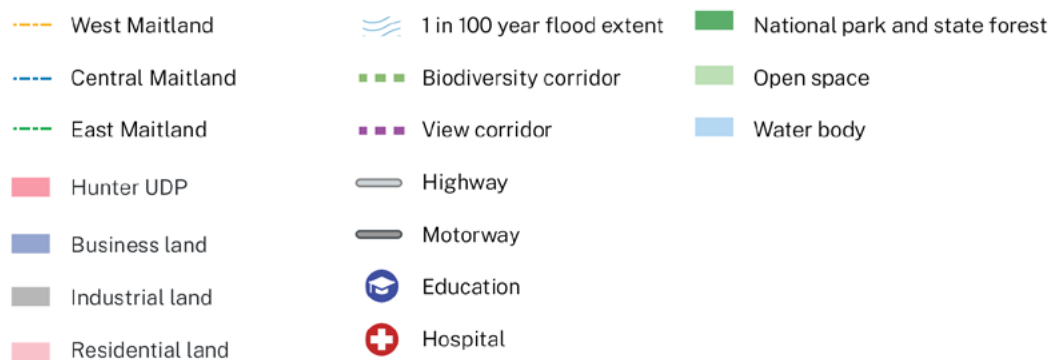 West Maitland
Central Maitland
East Maitland
Hunter UDP
Business land
Industrial land
Residential land
1 in 100 year flood extent
Biodiversity corridor
View corridor
Highway
Motorway
Education
Hospital
National park and state forest
Open space
Water body